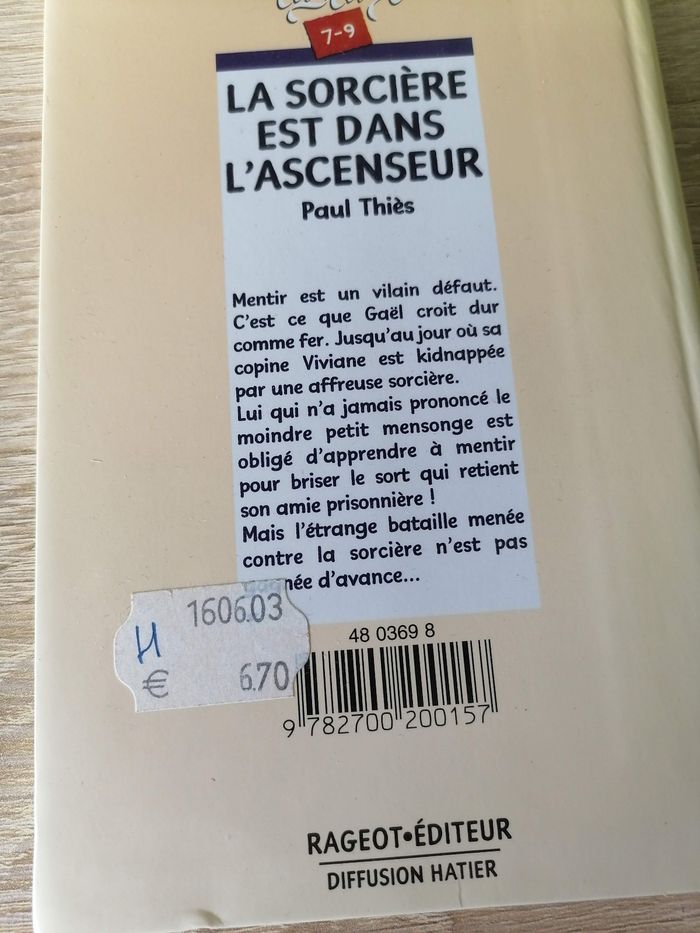 7-9
LA SORCIÈRE
EST DANS
L'ASCENSEUR
Paul Thiès
Mentir est un vilain défaut.
C'est ce que Gaël croit dur
comme fer. Jusqu'au jour où sa
copine Viviane est kidnappée
par une affreuse sorcière.
Lui qui n'a jamais prononcé le
moindre petit mensonge est
obligé d'apprendre à mentir
pour briser le sort qui retient
son amie prisonnière !
Mais l'étrange bataille menée
contre la sorcière n'est pas
gagnée d'avance...
160603
H
€ 6.70
48 0369 8
9 782700 200157
RAGEOT•ÉDITEUR
DIFFUSION HATIER